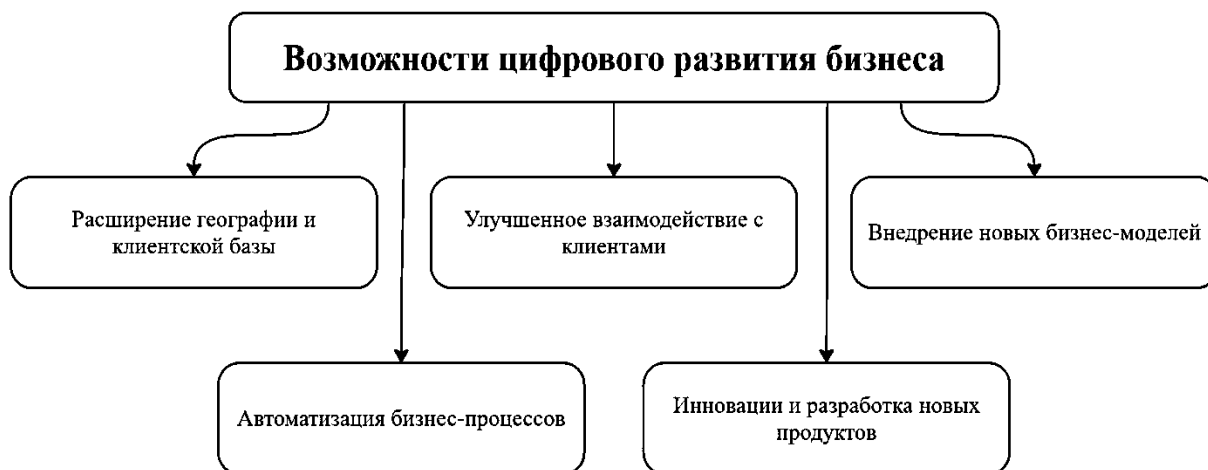 Возможности цифрового развития бизнеса
Расширение географии и
клиентской базы
Улучшенное взаимодействие с
клиентами
Внедрение новых бизнес-моделей
Автоматизация бизнес-процессов
Инновации и разработка новых
продуктов